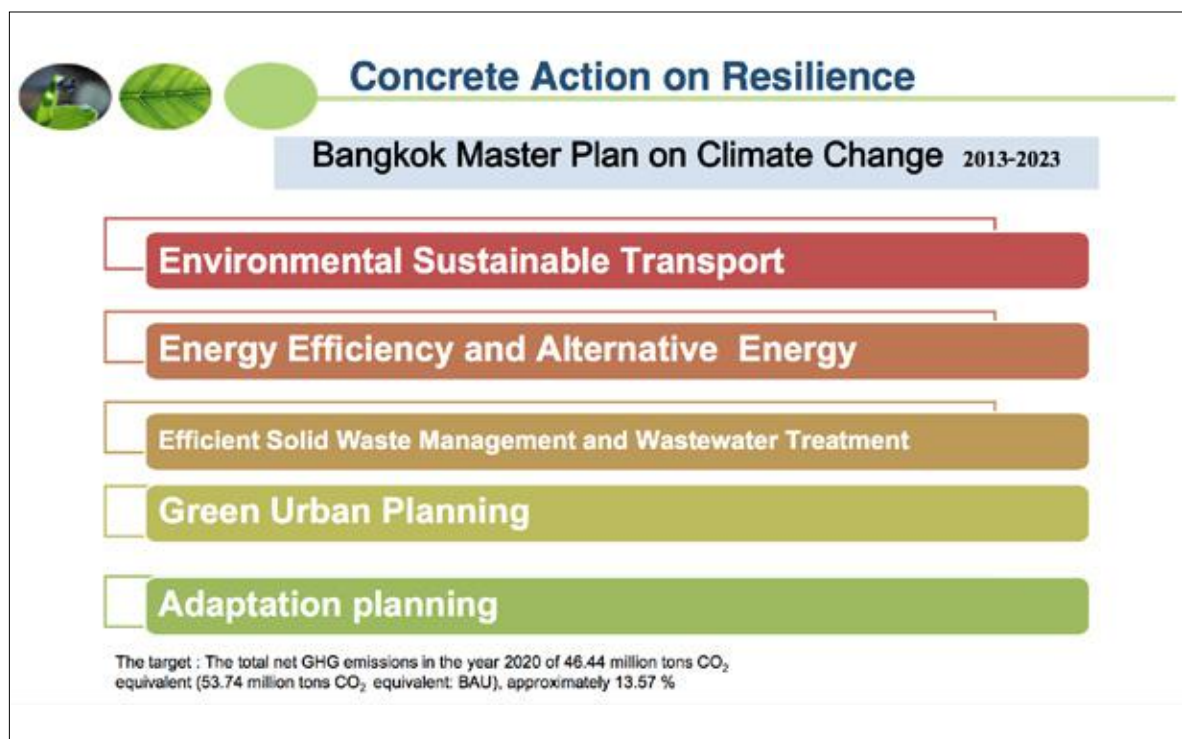 Concrete Action on Resilience
Bangkok Master Plan on Climate Change 2013-2023
Environmental Sustainable Transport
Energy Efficiency and Alternative Energy
Efficient Solid Waste Management and Wastewater Treatment
Green Urban Planning
Adaptation planning
The target : The total net GHG emissions in the year 2020 of 46.44 million tons CO₂
equivalent (53.74 million tons CO₂ equivalent: BAU), approximately 13.57 %